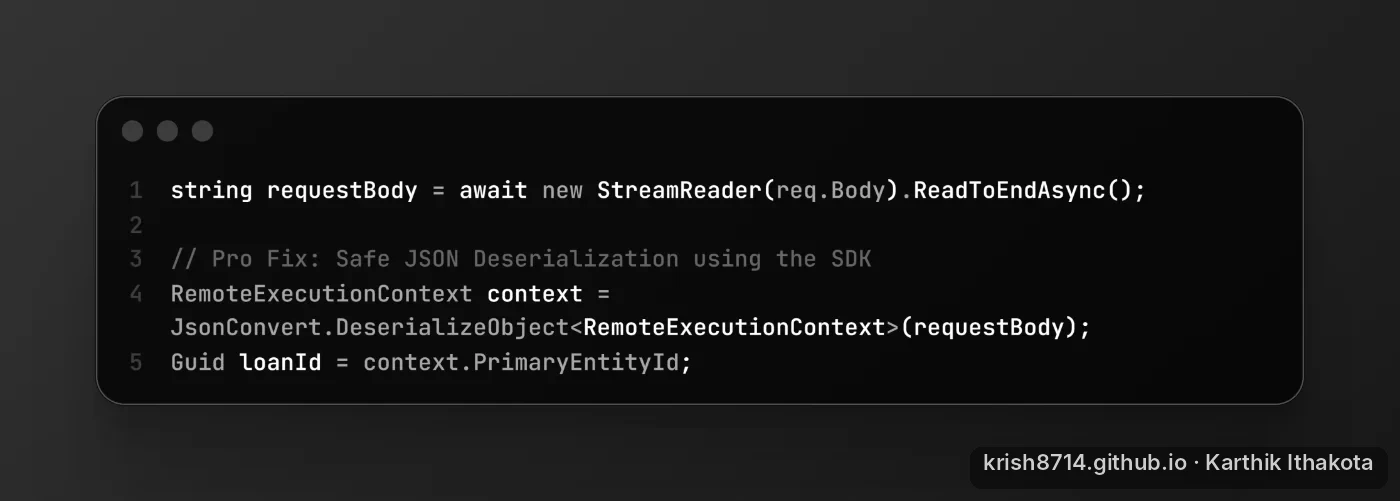 1 string requestBody = await new StreamReader(req.Body).ReadToEndAsync();
2
3 // Pro Fix: Safe JSON Deserialization using the SDK
4 RemoteExecutionContext context =
JsonConvert.DeserializeObject<RemoteExecutionContext>(requestBody);
5 Guid loanId = context.PrimaryEntityId;
krish8714.github.io · Karthik Ithakota